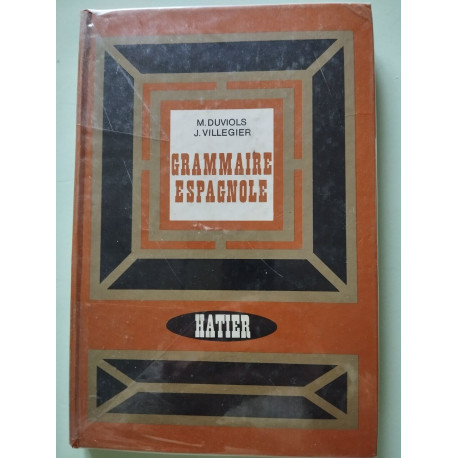 M. DUVIOLS
J. VILLEGIER
GRAMMAIRE
ESPAGNOLE
HATIER